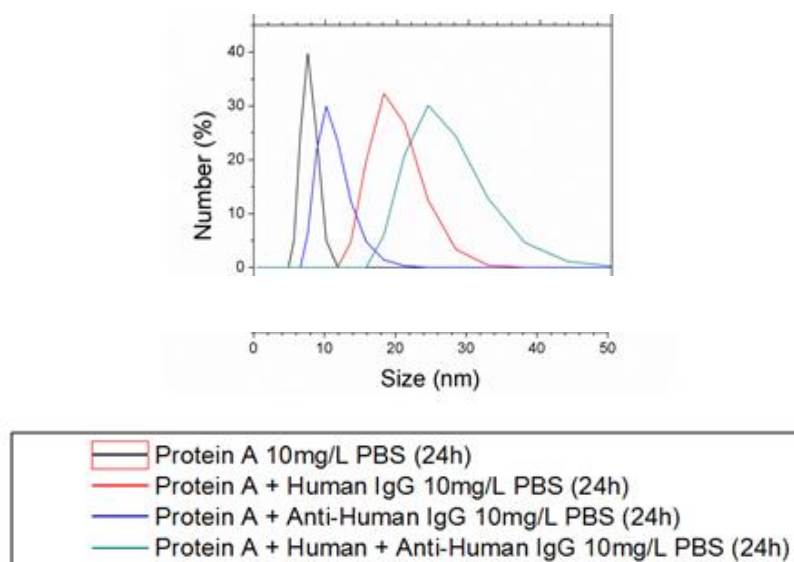 40
30
20
10
0
Number (%)
0 10 20 30 40 50
Size (nm)
Protein A 10mg/L PBS (24h)
Protein A + Human IgG 10mg/L PBS (24h)
Protein A + Anti-Human IgG 10mg/L PBS (24h)
Protein A + Human + Anti-Human IgG 10mg/L PBS (24h)